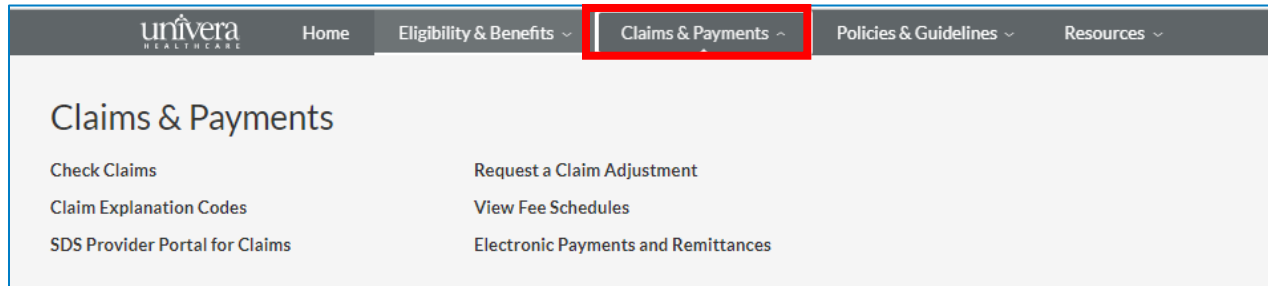 univera HEALTHCARE Home Eligibility & Benefits Claims & Payments Policies & Guidelines Resources
Claims & Payments
Check Claims Request a Claim Adjustment
Claim Explanation Codes View Fee Schedules
SDS Provider Portal for Claims Electronic Payments and Remittances